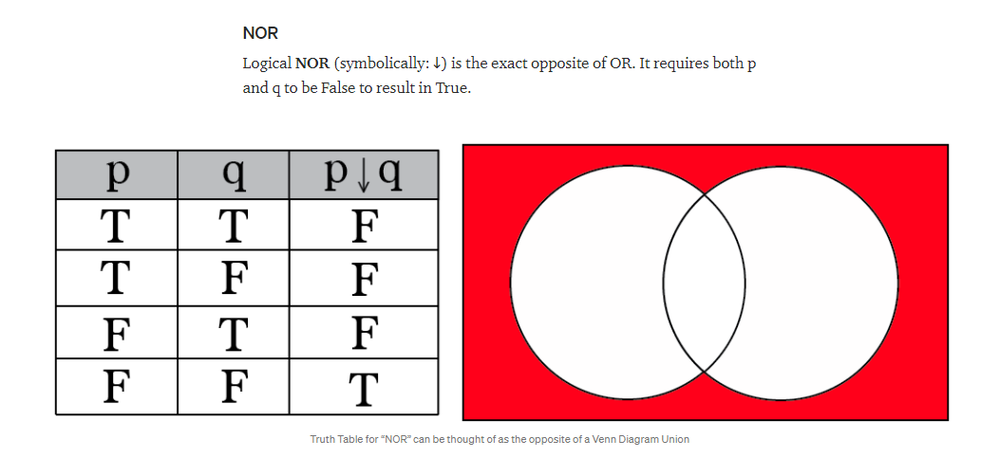 NOR
Logical NOR (symbolically: ↓) is the exact opposite of OR. It requires both p
and q to be False to result in True.
p q p↓q
T T F
T F F
F T F
F F T
Truth Table for “NOR” can be thought of as the opposite of a Venn Diagram Union